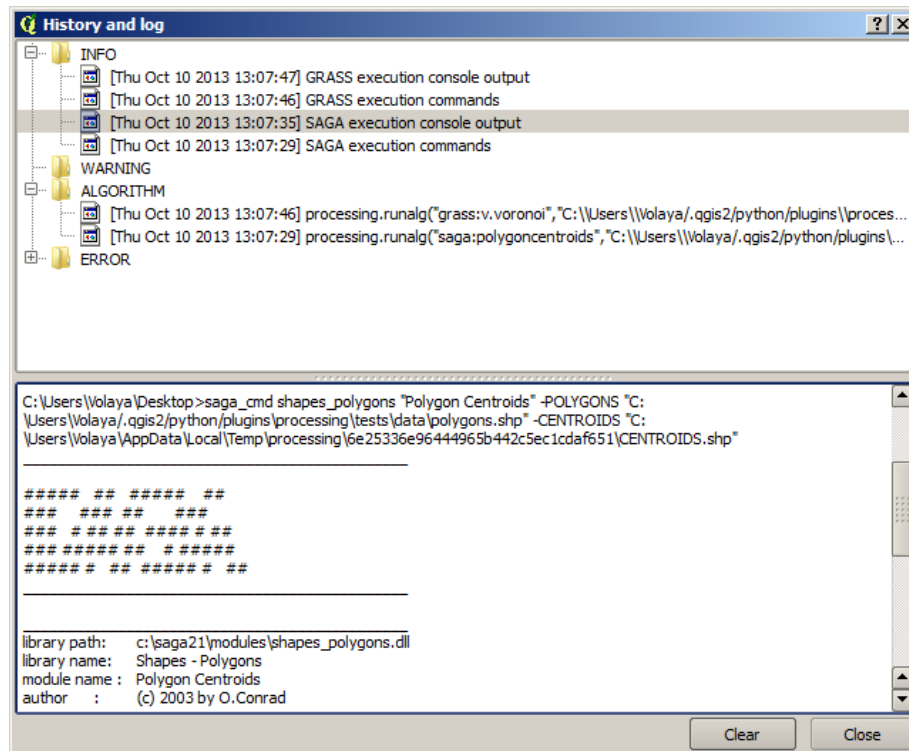 History and log
INFO
[Thu Oct 10 2013 13:07:47] GRASS execution console output
[Thu Oct 10 2013 13:07:46] GRASS execution commands
[Thu Oct 10 2013 13:07:35] SAGA execution console output
[Thu Oct 10 2013 13:07:29] SAGA execution commands
WARNING
ALGORITHM
[Thu Oct 10 2013 13:07:46] processing.runalg("grass:v.voronoi","C:\\Users\\Volaya/.qgis2/python/plugins\\proces...
[Thu Oct 10 2013 13:07:29] processing.runalg("saga:polygoncentroids","C:\\Users\\Volaya/.qgis2/python/plugins\...
ERROR
C:\Users\Volaya\Desktop>saga_cmd shapes_polygons "Polygon Centroids" -POLYGONS "C:
\Users\Volaya/.qgis2/python/plugins\processing\tests\data\polygons.shp" -CENTROIDS "C:
\Users\Volaya\AppData\Local\Temp\processing\6e25336e96444965b442c5ec1cdaf651\CENTROIDS.shp"
_____________________________________________
##### ## ##### ##
### ### ## ###
### # ## ## #### # ##
### ##### ## # #####
##### # ## ##### # ##
_____________________________________________
_____________________________________________
library path: c:\saga21\modules\shapes_polygons.dll
library name: Shapes - Polygons
module name : Polygon Centroids
author : (c) 2003 by O.Conrad
Clear
Close